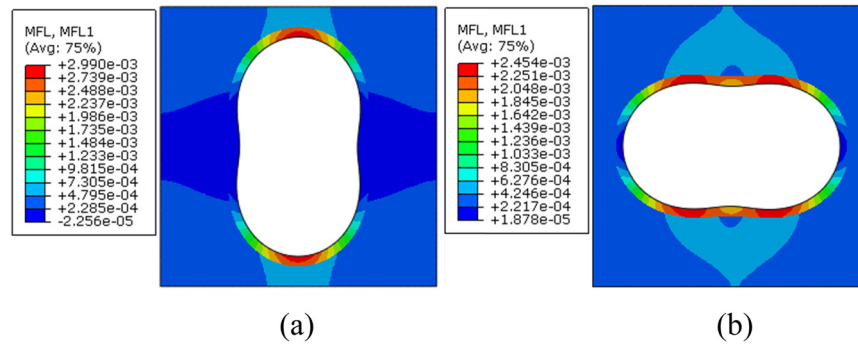 MFL, MFL1
(Avg: 75%)
+2.990e-03
+2.739e-03
+2.488e-03
+2.237e-03
+1.986e-03
+1.735e-03
+1.484e-03
+1.233e-03
+9.815e-04
+7.305e-04
+4.795e-04
+2.285e-04
-2.256e-05
MFL, MFL1
(Avg: 75%)
+2.454e-03
+2.251e-03
+2.048e-03
+1.845e-03
+1.642e-03
+1.439e-03
+1.236e-03
+1.033e-03
+8.305e-04
+6.276e-04
+4.246e-04
+2.217e-04
+1.878e-05
(a)
(b)